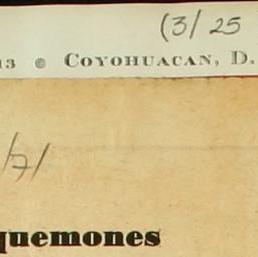 (3/ 25
13 ⊙ COYOHUACAN, D.
/7/
quemones